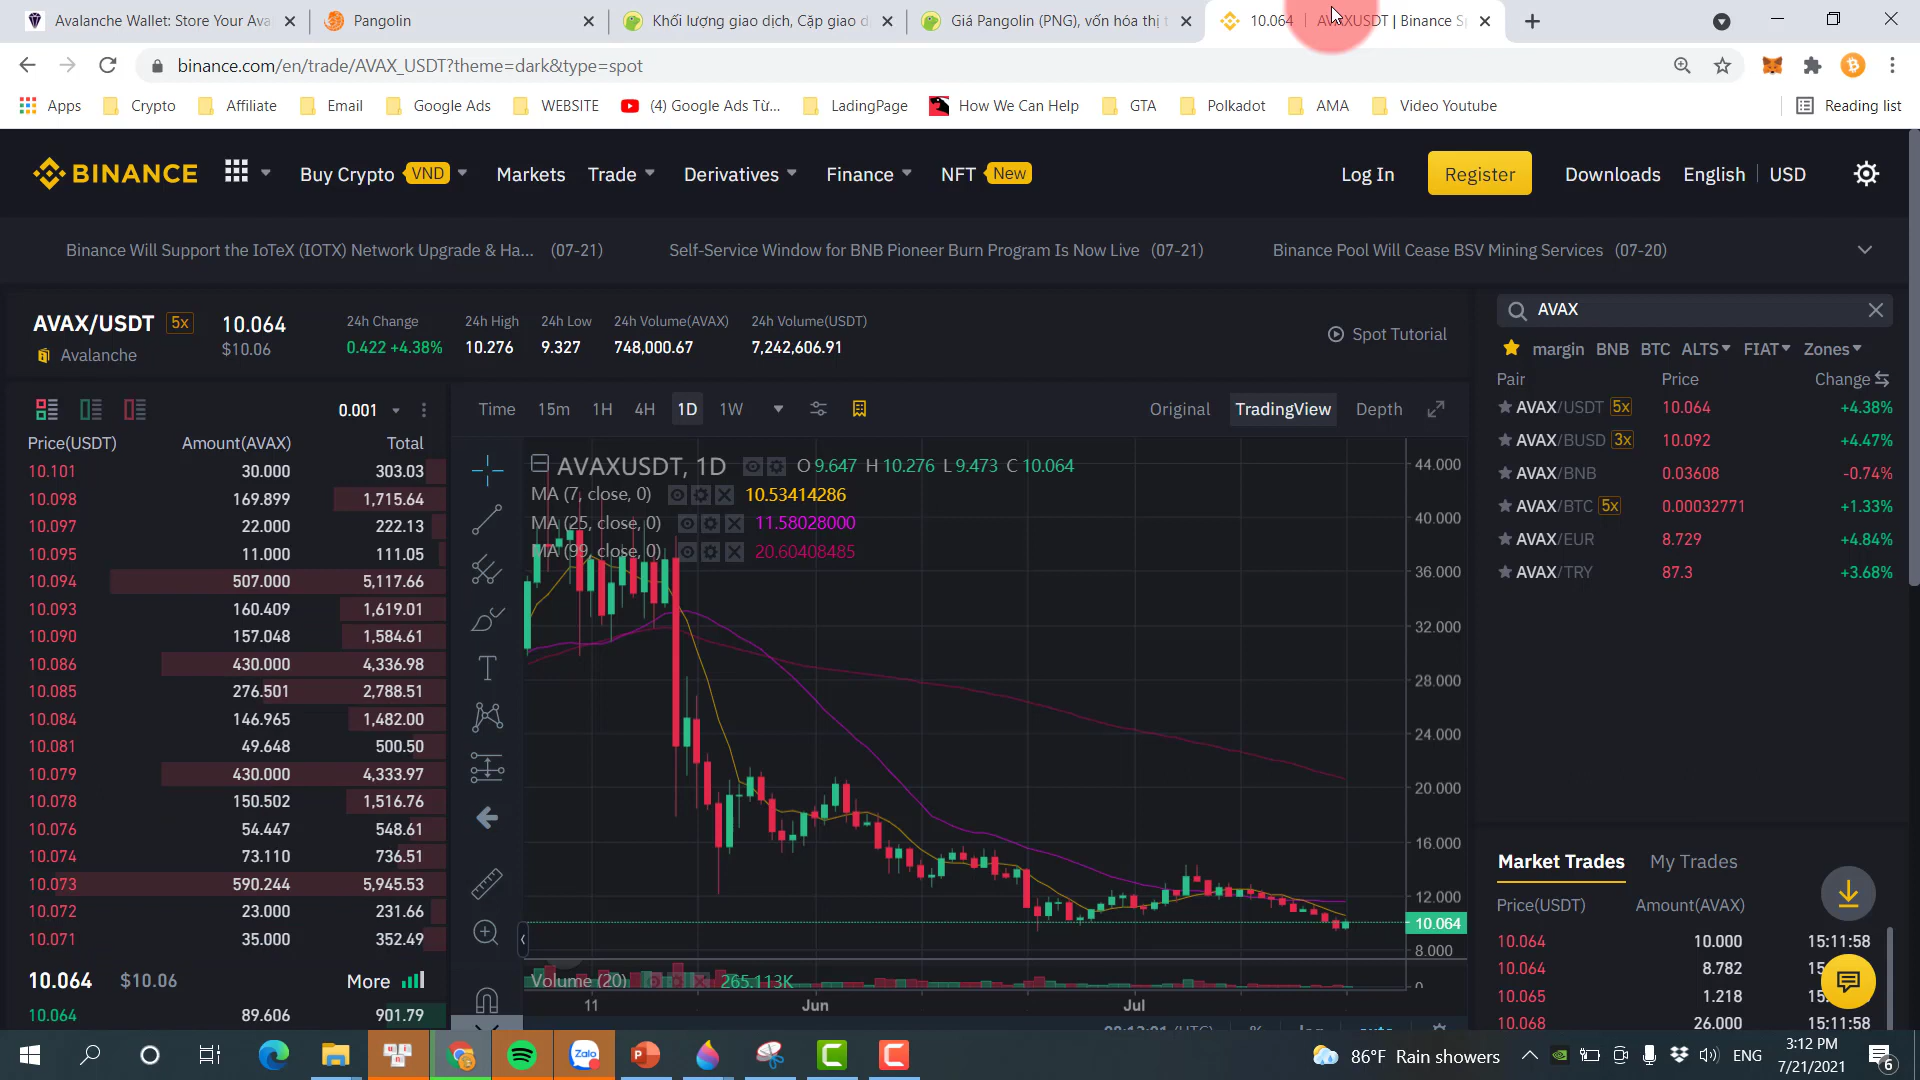 Avalanche Wallet: Store Your Ava
Pangolin
Khối lượng giao dịch, Cặp giao d
Giá Pangolin (PNG), vốn hóa thị t
10.064 | AVAXUSDT | Binance Sp
binance.com/en/trade/AVAX_USDT?theme=dark&type=spot
Apps Crypto Affiliate Email Google Ads WEBSITE (4) Google Ads Từ... LadingPage How We Can Help GTA Polkadot AMA Video Youtube Reading list
BINANCE Buy Crypto VND Markets Trade Derivatives Finance NFT New Log In Register Downloads English USD
Binance Will Support the IoTeX (IOTX) Network Upgrade & Ha... (07-21) Self-Service Window for BNB Pioneer Burn Program Is Now Live (07-21) Binance Pool Will Cease BSV Mining Services (07-20)
AVAX/USDT 5x
Avalanche
10.064
$10.06
24h Change
0.422 +4.38%
24h High
10.276
24h Low
9.327
24h Volume(AVAX)
748,000.67
24h Volume(USDT)
7,242,606.91
Spot Tutorial
0.001
Price(USDT) Amount(AVAX) Total
10.101 30.000 303.03
10.098 169.899 1,715.64
10.097 22.000 222.13
10.095 11.000 111.05
10.094 507.000 5,117.66
10.093 160.409 1,619.01
10.090 157.048 1,584.61
10.086 430.000 4,336.98
10.085 276.501 2,788.51
10.084 146.965 1,482.00
10.081 49.648 500.50
10.079 430.000 4,333.97
10.078 150.502 1,516.76
10.076 54.447 548.61
10.074 73.110 736.51
10.073 590.244 5,945.53
10.072 23.000 231.66
10.071 35.000 352.49
10.064 $10.06 More
10.064 89.606 901.79
Time 15m 1H 4H 1D 1W Original TradingView Depth
AVAXUSDT, 1D O 9.647 H 10.276 L 9.473 C 10.064
MA (7, close, 0) 10.53414286
MA (25, close, 0) 11.58028000
MA (99, close, 0) 20.60408485
44.000
40.000
36.000
32.000
28.000
24.000
20.000
16.000
12.000
10.064
8.000
Volume (20) 265.113K
0
11 Jun Jul
AVAX
margin BNB BTC ALTS FIAT Zones
Pair Price Change
AVAX/USDT 5x 10.064 +4.38%
AVAX/BUSD 3x 10.092 +4.47%
AVAX/BNB 0.03608 -0.74%
AVAX/BTC 5x 0.00032771 +1.33%
AVAX/EUR 8.729 +4.84%
AVAX/TRY 87.3 +3.68%
Market Trades My Trades
Price(USDT) Amount(AVAX)
10.064 10.000 15:11:58
10.064 8.782
10.065 1.218
10.068 26.000 15:11:58
Zalo
86°F Rain showers
ENG
3:12 PM
7/21/2021
6